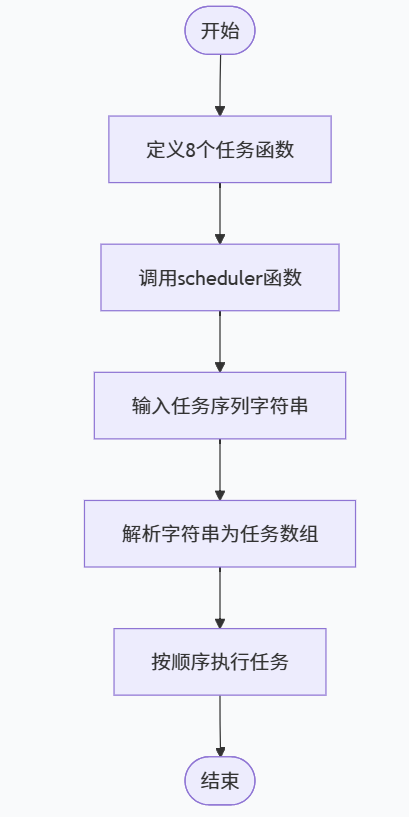 开始
定义8个任务函数
调用scheduler函数
输入任务序列字符串
解析字符串为任务数组
按顺序执行任务
结束